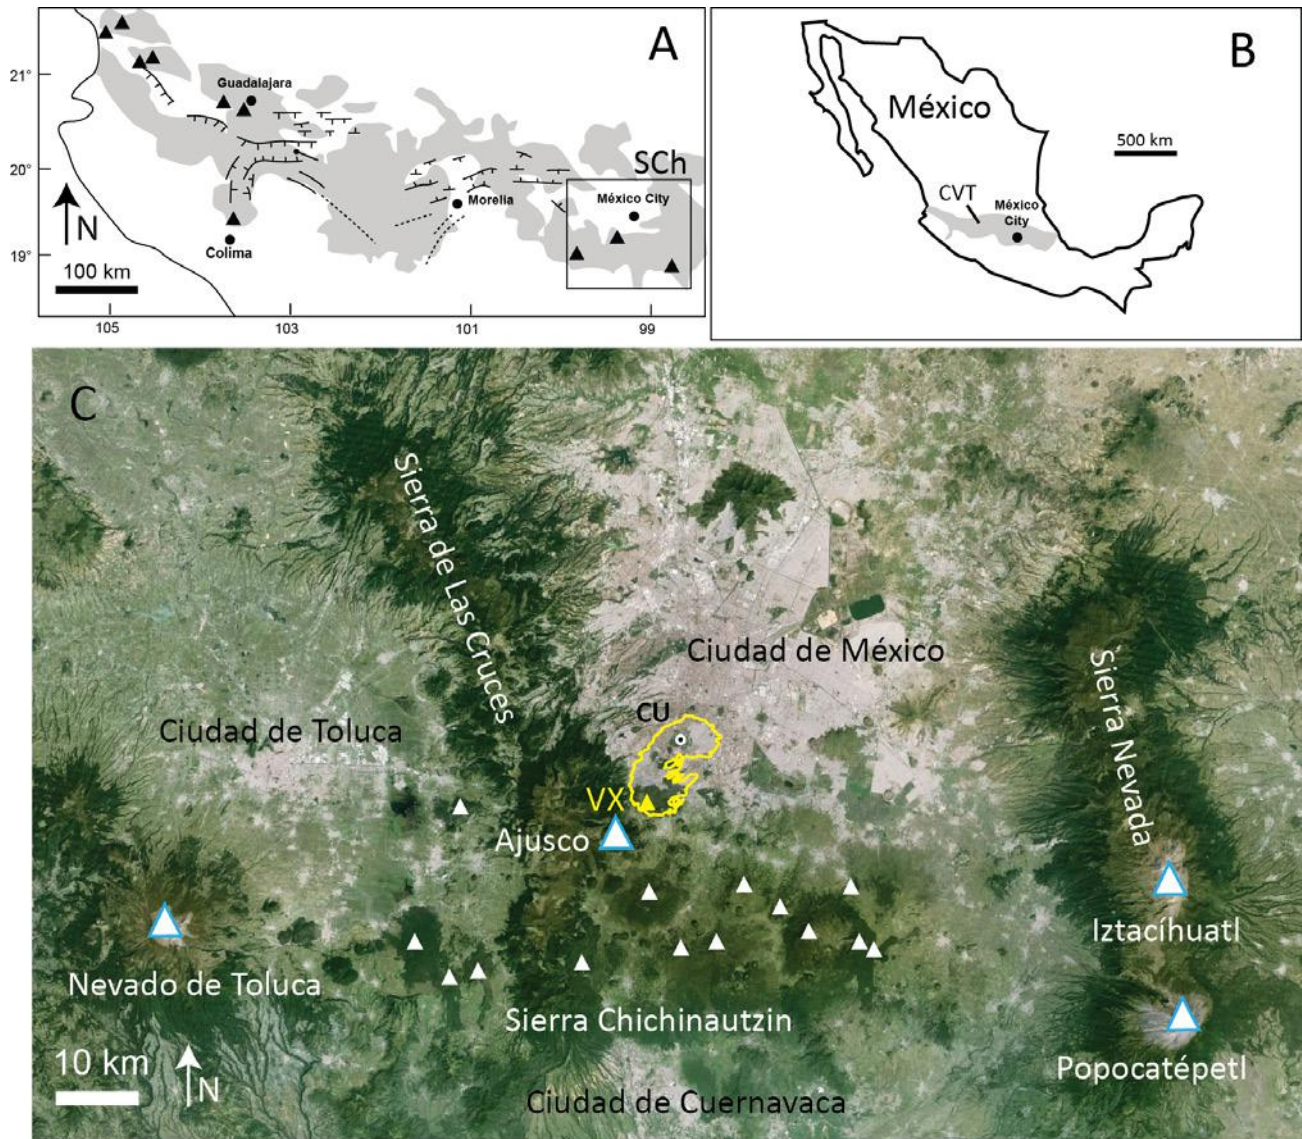 A
21°
Guadalajara
20°
SCh
Morelia
México City
N
19°
Colima
100 km
105
103
101
99
B
México
500 km
CVT
México
City
C
Sierra de Las Cruces
Ciudad de México
Sierra Nevada
CU
Ciudad de Toluca
VX
Ajusco
Iztacíhuatl
Nevado de Toluca
Sierra Chichinautzin
10 km
N
Popocatépetl
Ciudad de Cuernavaca